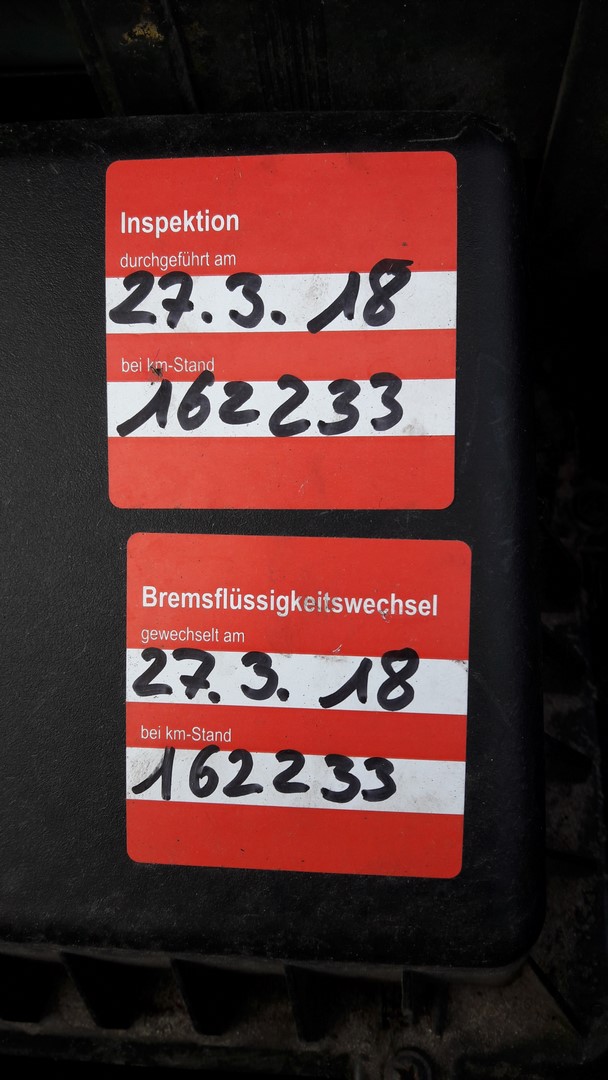 Inspektion
durchgeführt am
27.3.18
bei km-Stand
162233
Bremsflüssigkeitswechsel
gewechselt am
27.3.18
bei km-Stand
162233